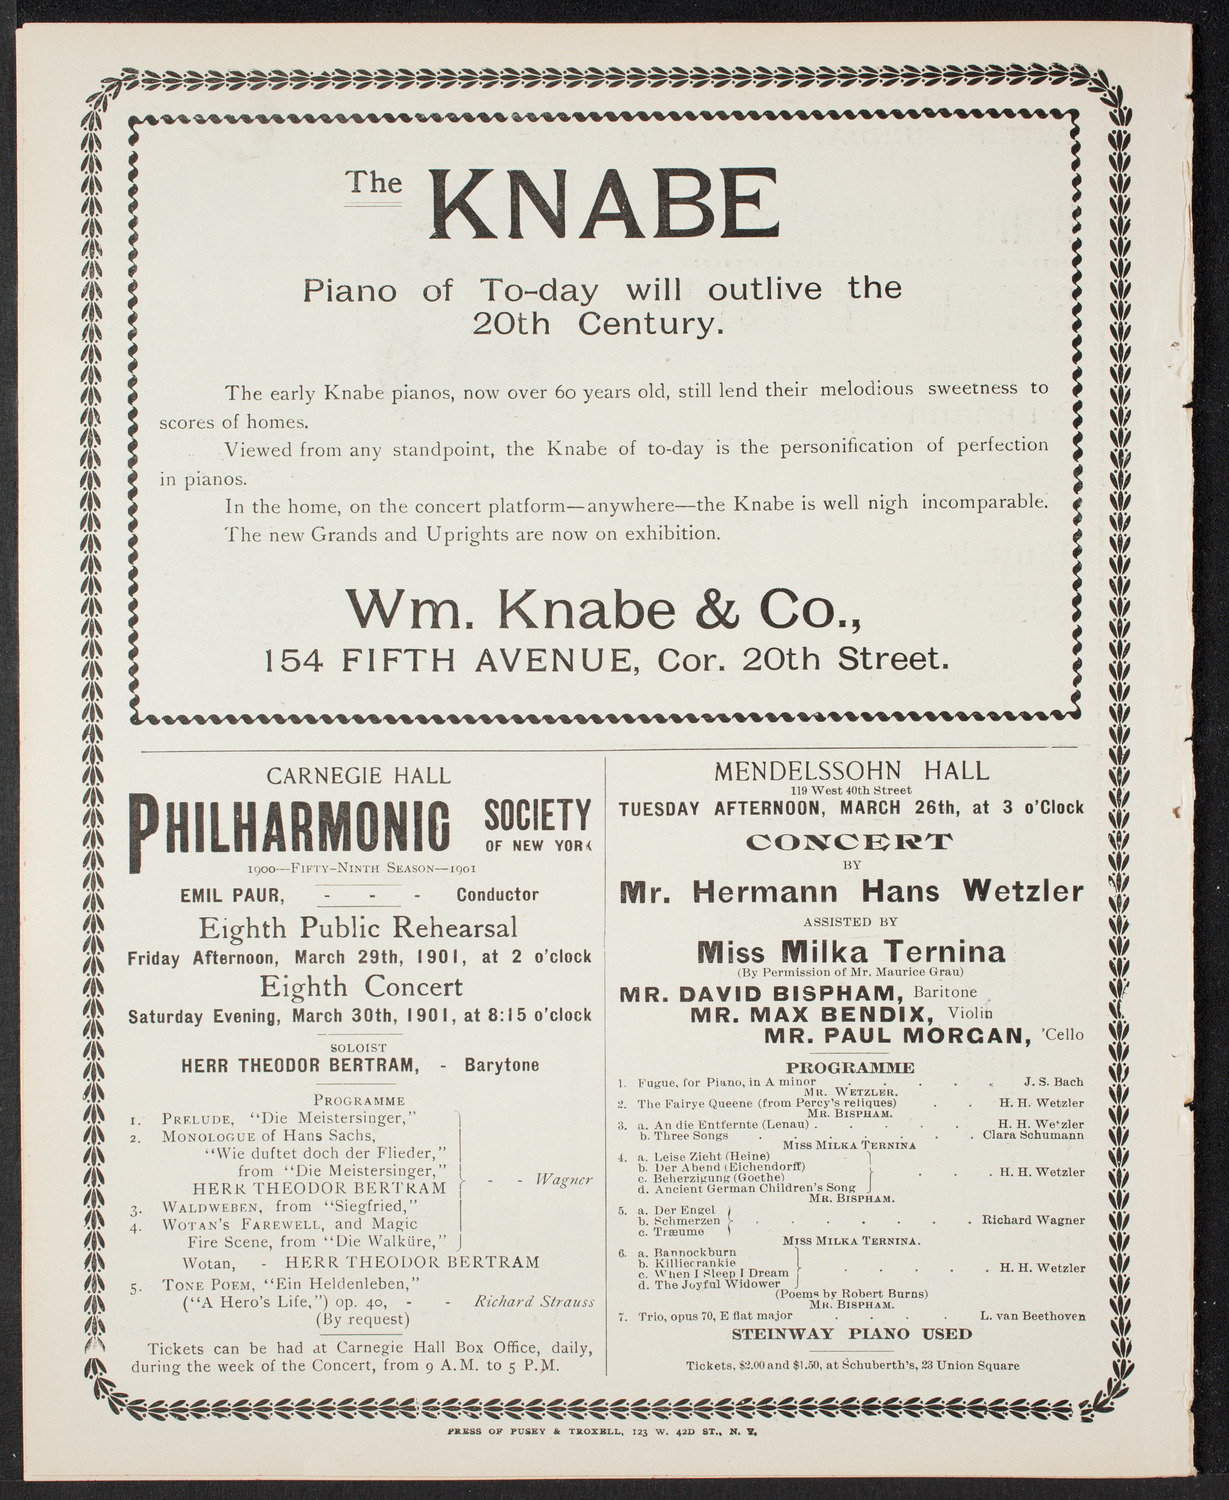 The KNABE
Piano of To-day will outlive the
20th Century.
The early Knabe pianos, now over 60 years old, still lend their melodious sweetness to
scores of homes.
Viewed from any standpoint, the Knabe of to-day is the personification of perfection
in pianos.
In the home, on the concert platform—anywhere—the Knabe is well nigh incomparable.
The new Grands and Uprights are now on exhibition.
Wm. Knabe & Co.,
154 FIFTH AVENUE, Cor. 20th Street.
CARNEGIE HALL
PHILHARMONIC SOCIETY
OF NEW YORK
1900—FIFTY-NINTH SEASON—1901
EMIL PAUR, - - - Conductor
Eighth Public Rehearsal
Friday Afternoon, March 29th, 1901, at 2 o'clock
Eighth Concert
Saturday Evening, March 30th, 1901, at 8:15 o'clock
SOLOIST
HERR THEODOR BERTRAM, - Barytone
PROGRAMME
1. PRELUDE, "Die Meistersinger,"
2. MONOLOGUE of Hans Sachs,
"Wie duftet doch der Flieder,"
from "Die Meistersinger,"
HERR THEODOR BERTRAM - - Wagner
3. WALDWEBEN, from "Siegfried,"
4. WOTAN'S FAREWELL, and Magic
Fire Scene, from "Die Walküre,"
Wotan, - HERR THEODOR BERTRAM
5. TONE POEM, "Ein Heldenleben,"
("A Hero's Life,") op. 40, - - Richard Strauss
(By request)
Tickets can be had at Carnegie Hall Box Office, daily,
during the week of the Concert, from 9 A.M. to 5 P.M.
MENDELSSOHN HALL
119 West 40th Street
TUESDAY AFTERNOON, MARCH 26th, at 3 o'Clock
CONCERT
BY
Mr. Hermann Hans Wetzler
ASSISTED BY
Miss Milka Ternina
(By Permission of Mr. Maurice Grau)
MR. DAVID BISPHAM, Baritone
MR. MAX BENDIX, Violin
MR. PAUL MORGAN, 'Cello
PROGRAMME
1. Fugue, for Piano, in A minor . . . . J. S. Bach
MR. WETZLER.
2. The Fairye Queene (from Percy's reliques) . . H. H. Wetzler
MR. BISPHAM.
3. a. An die Entfernte (Lenau) . . . . . H. H. Wetzler
b. Three Songs . . . . . . Clara Schumann
MISS MILKA TERNINA
4. a. Leise Zieht (Heine)
b. Der Abend (Eichendorff)
c. Beherzigung (Goethe) . . . H. H. Wetzler
d. Ancient German Children's Song
MR. BISPHAM.
5. a. Der Engel
b. Schmerzen . . . . . . . Richard Wagner
c. Træume
MISS MILKA TERNINA.
6. a. Bannockburn
b. Killiecrankie
c. When I Sleep I Dream . . . . . H. H. Wetzler
d. The Joyful Widower
(Poems by Robert Burns)
MR. BISPHAM.
7. Trio, opus 70, E flat major . . . . L. van Beethoven
STEINWAY PIANO USED
Tickets, $2.00 and $1.50, at Schuberth's, 23 Union Square
PRESS OF PUSEY & TROXELL, 123 W. 42D ST., N. Y.